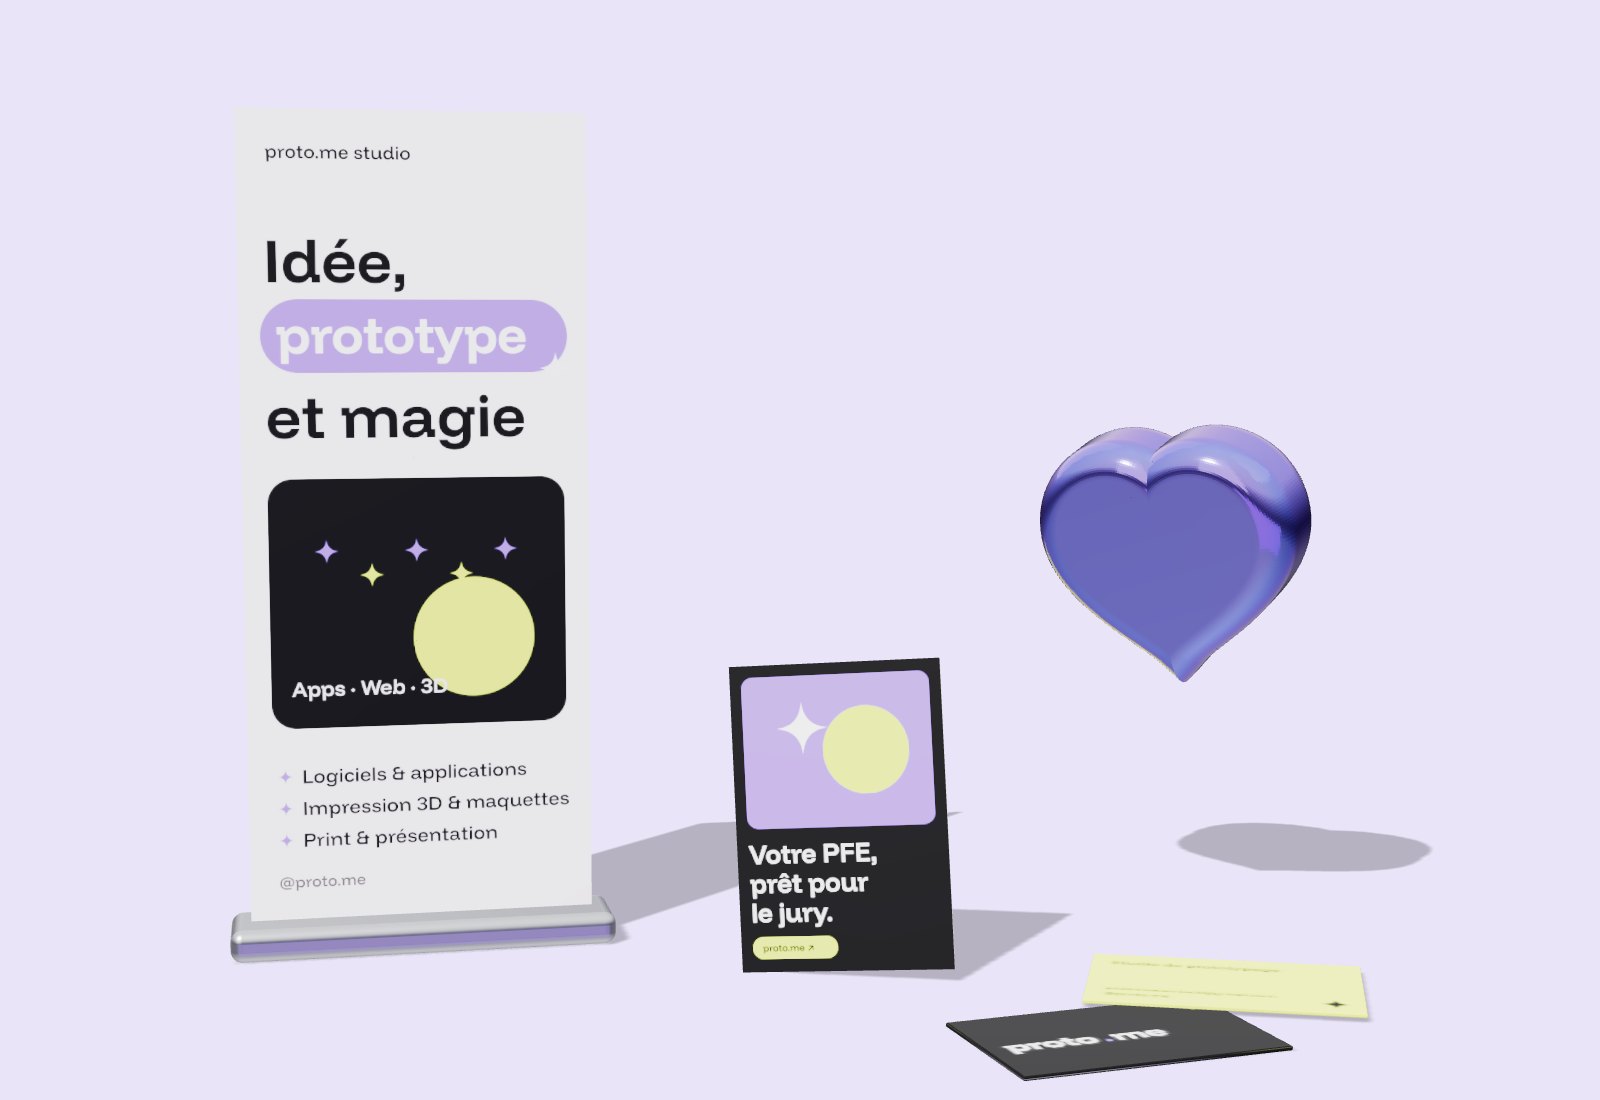 proto.me studio
Idée,
prototype
et magie
Apps · Web · 3D
Logiciels & applications
Impression 3D & maquettes
Print & présentation
@proto.me
Votre PFE,
prêt pour
le jury.
proto.me ↗
proto.me